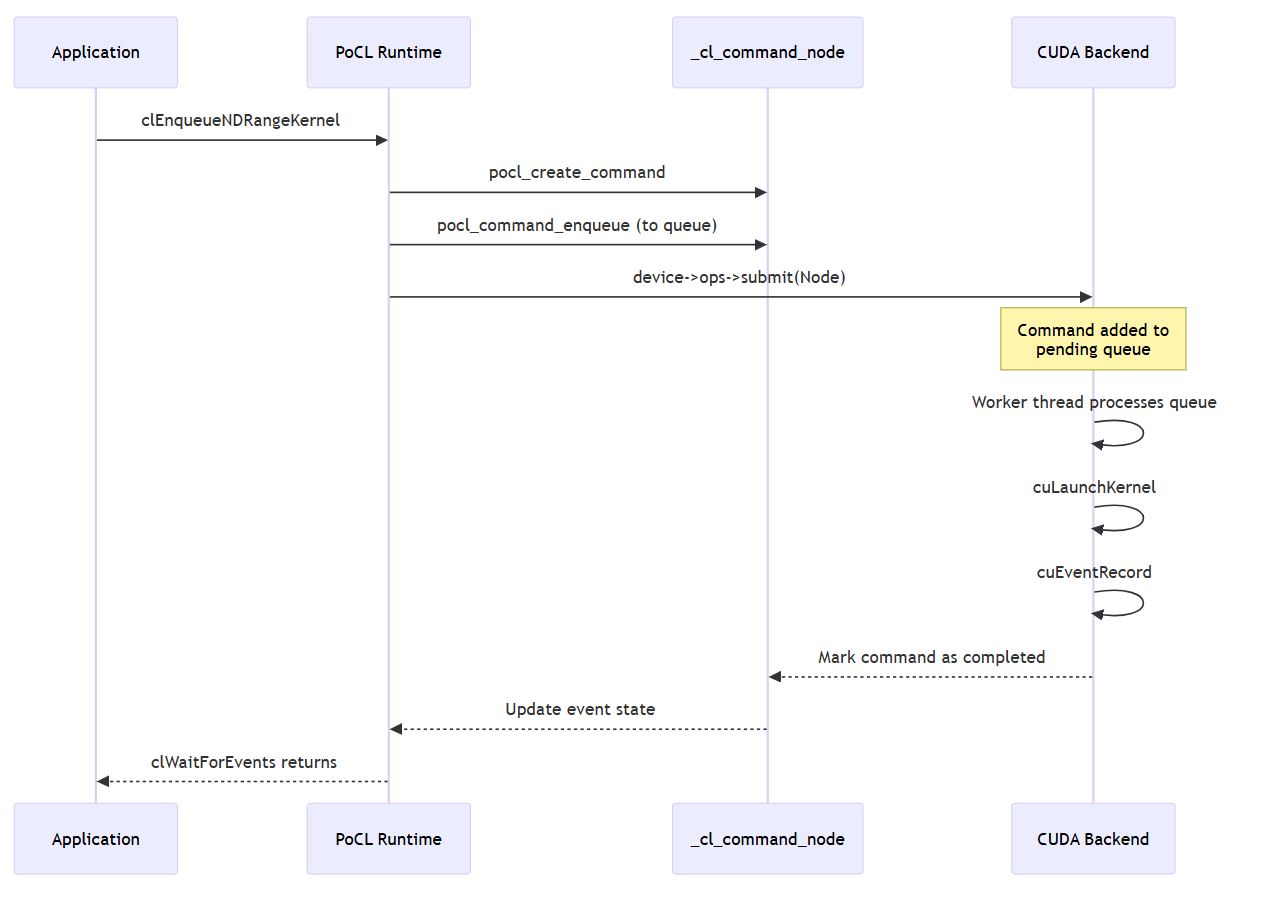 Application
PoCL Runtime
_cl_command_node
CUDA Backend
clEnqueueNDRangeKernel
pocl_create_command
pocl_command_enqueue (to queue)
device->ops->submit(Node)
Command added to
pending queue
Worker thread processes queue
cuLaunchKernel
cuEventRecord
Mark command as completed
Update event state
clWaitForEvents returns
Application
PoCL Runtime
_cl_command_node
CUDA Backend